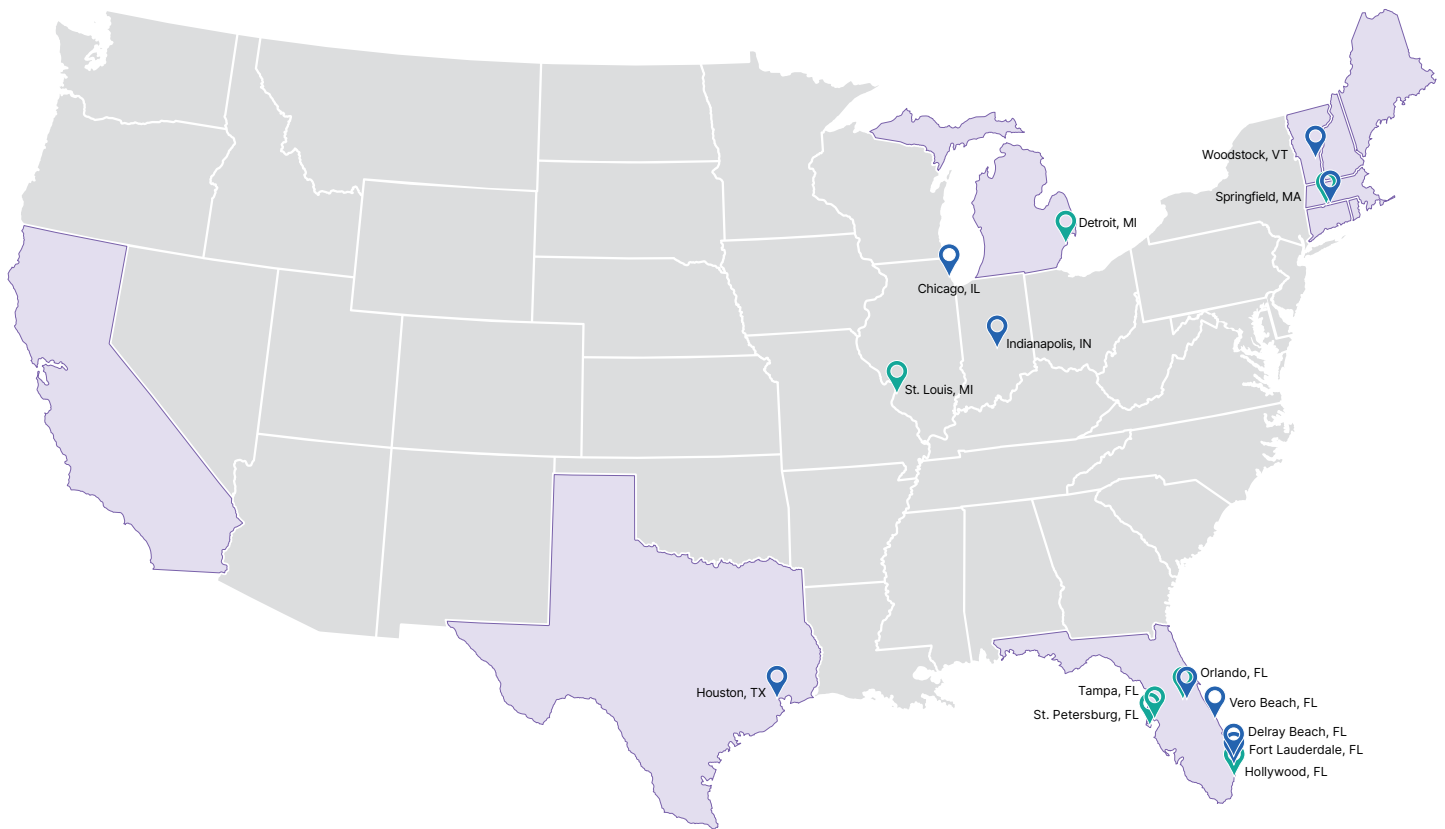 Woodstock, VT
Springfield, MA
Detroit, MI
Chicago, IL
Indianapolis, IN
St. Louis, MI
Houston, TX
Orlando, FL
Tampa, FL
Vero Beach, FL
St. Petersburg, FL
Delray Beach, FL
Fort Lauderdale, FL
Hollywood, FL